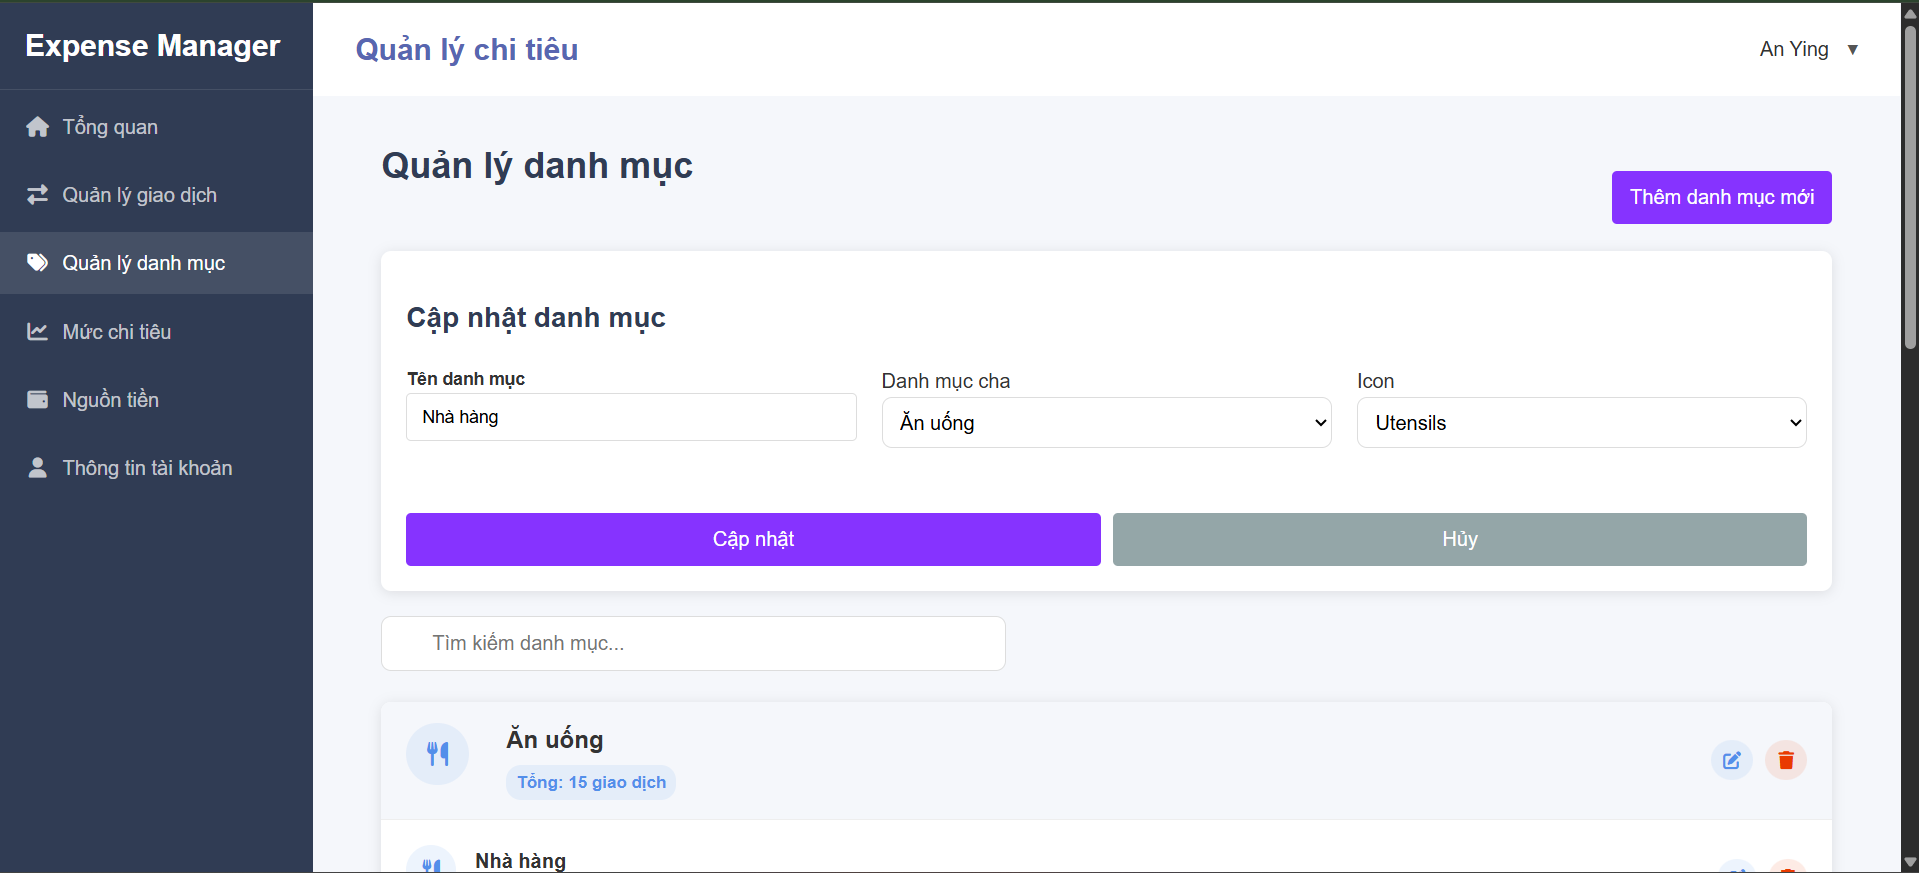 Expense Manager
Quản lý chi tiêu
An Ying ▼
Tổng quan
Quản lý giao dịch
Quản lý danh mục
Mức chi tiêu
Nguồn tiền
Thông tin tài khoản
Quản lý danh mục
Thêm danh mục mới
Cập nhật danh mục
Tên danh mục
Danh mục cha
Icon
Nhà hàng
Ăn uống
Utensils
Cập nhật
Hủy
Tìm kiếm danh mục...
Ăn uống
Tổng: 15 giao dịch
Nhà hàng